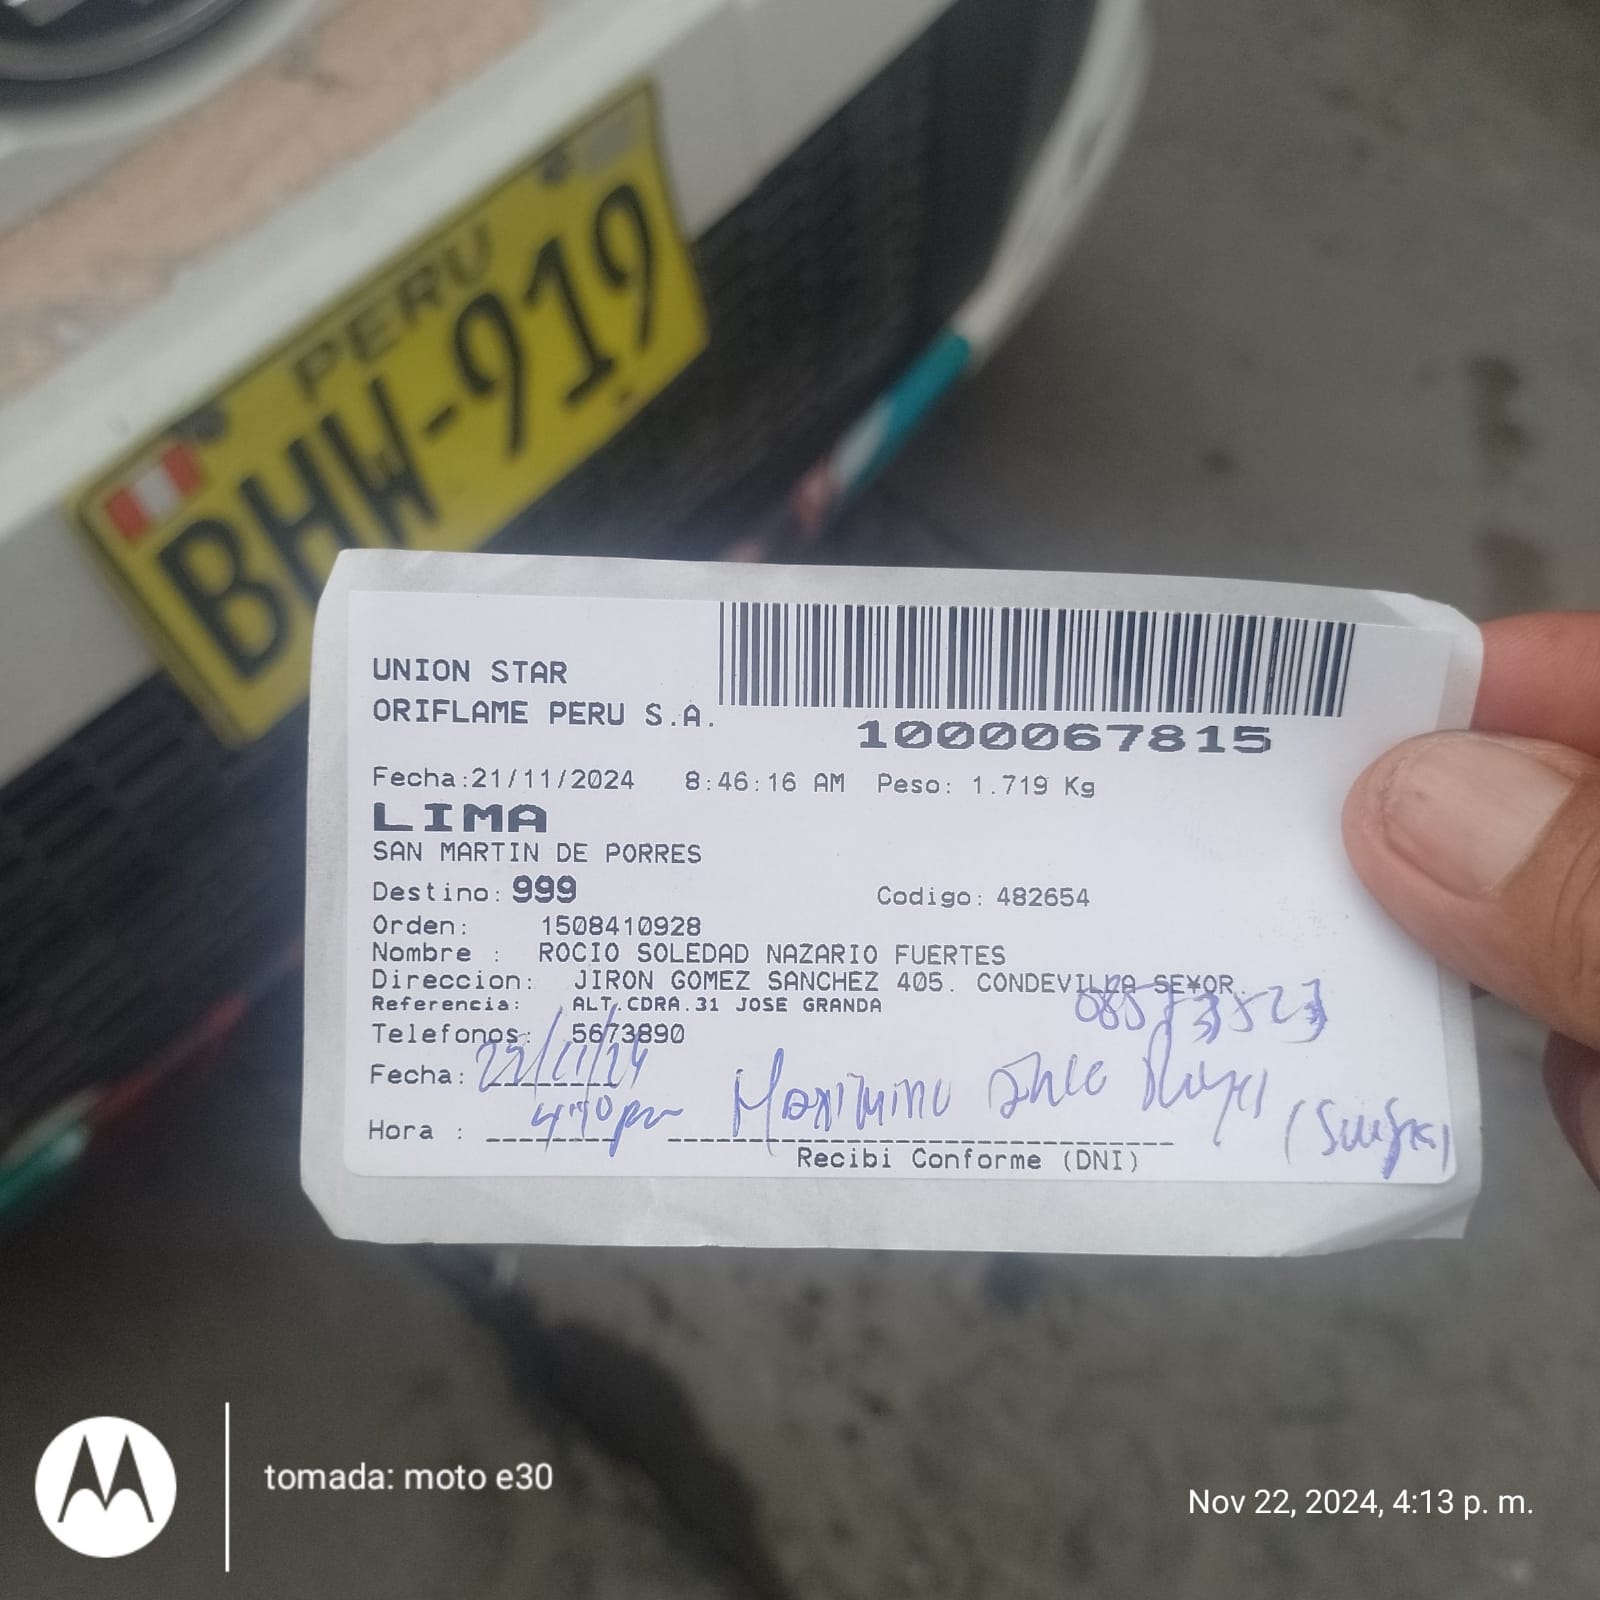 PERU
BHW-919
UNION STAR
ORIFLAME PERU S.A.
1000067815
Fecha:21/11/2024 8:46:16 AM Peso: 1.719 Kg
LIMA
SAN MARTIN DE PORRES
Destino: 999 Codigo: 482654
Orden: 1508410928
Nombre : ROCIO SOLEDAD NAZARIO FUERTES
Direccion: JIRON GOMEZ SANCHEZ 405. CONDEVILLA SE¥OR.
Referencia: ALT.CDRA.31 JOSE GRANDA
Telefonos: 5673890
Fecha: 22/11/24
Hora : 4:10pm Maximinu
Recibi Conforme (DNI)
tomada: moto e30
Nov 22, 2024, 4:13 p. m.